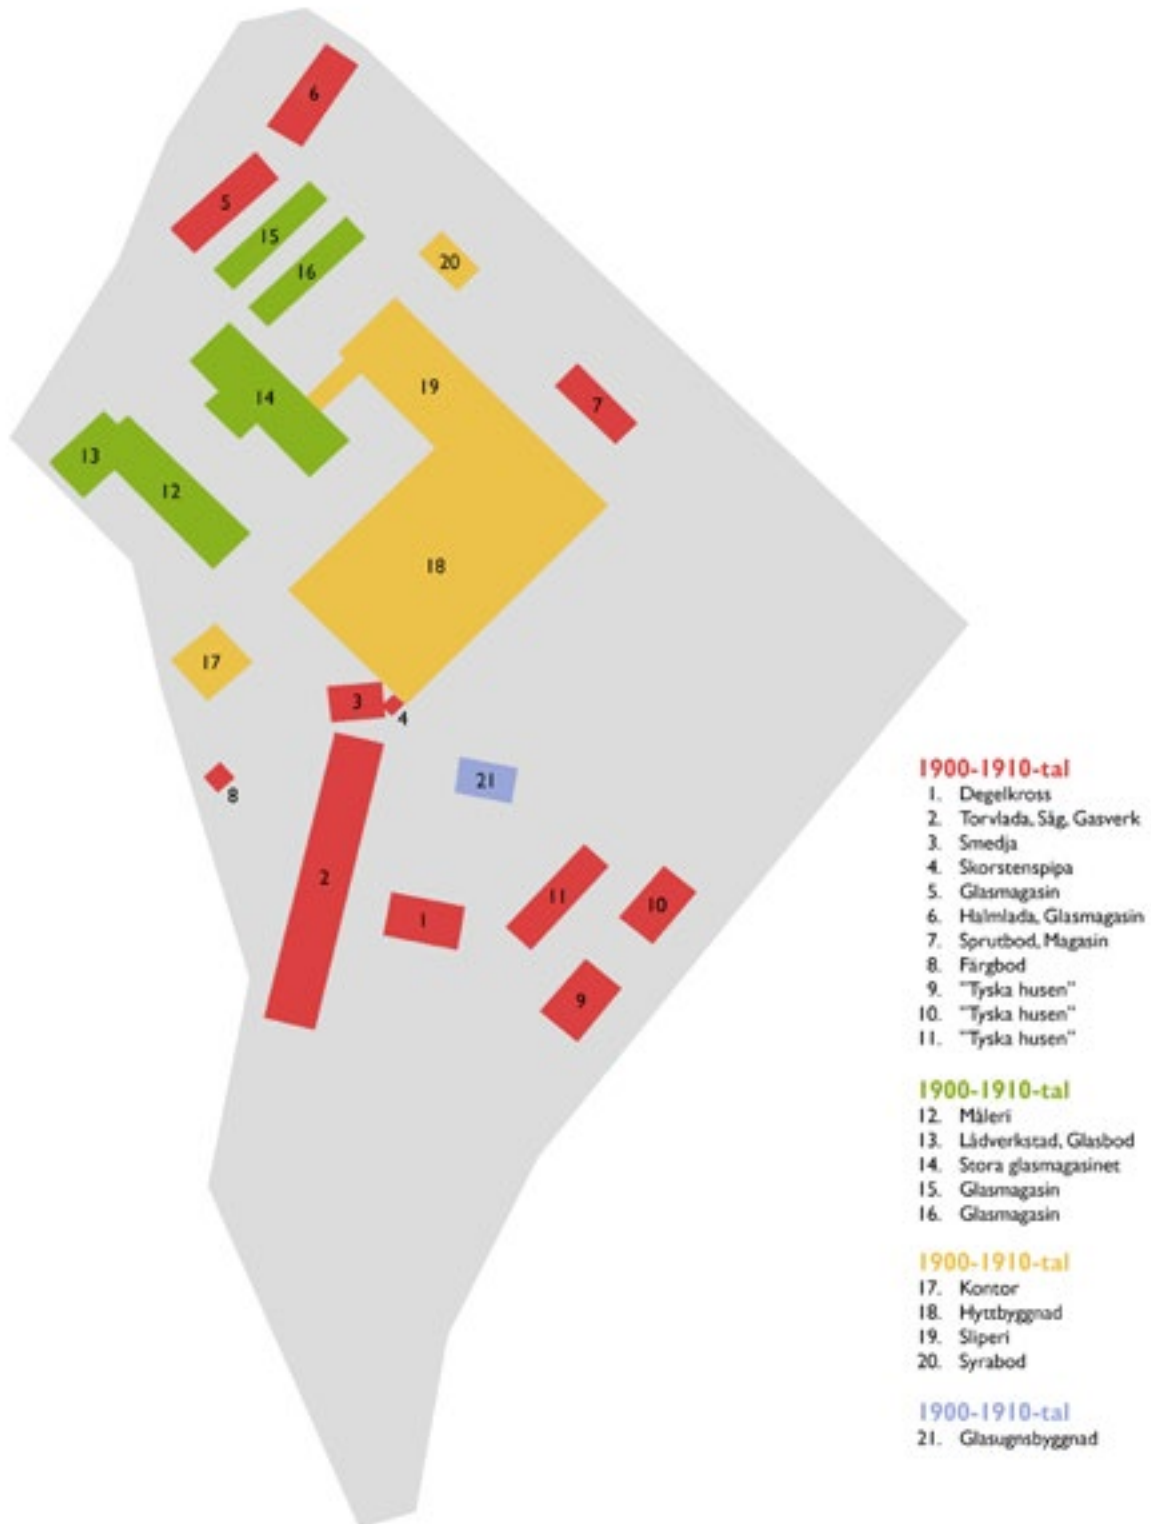 6
5
15
16
20
19
7
14
13
12
18
17
3
4
8
21
2
1
11
10
9
1900-1910-tal
1. Degelkross
2. Torvlada, Såg, Gasverk
3. Smedja
4. Skorstenspipa
5. Glasmagasin
6. Halmlada, Glasmagasin
7. Sprutbod, Magasin
8. Färgbod
9. "Tyska husen"
10. "Tyska husen"
11. "Tyska husen"
1900-1910-tal
12. Måleri
13. Lådverkstad, Glasbod
14. Stora glasmagasinet
15. Glasmagasin
16. Glasmagasin
1900-1910-tal
17. Kontor
18. Hyttbyggnad
19. Sliperi
20. Syrabod
1900-1910-tal
21. Glasugnsbyggnad